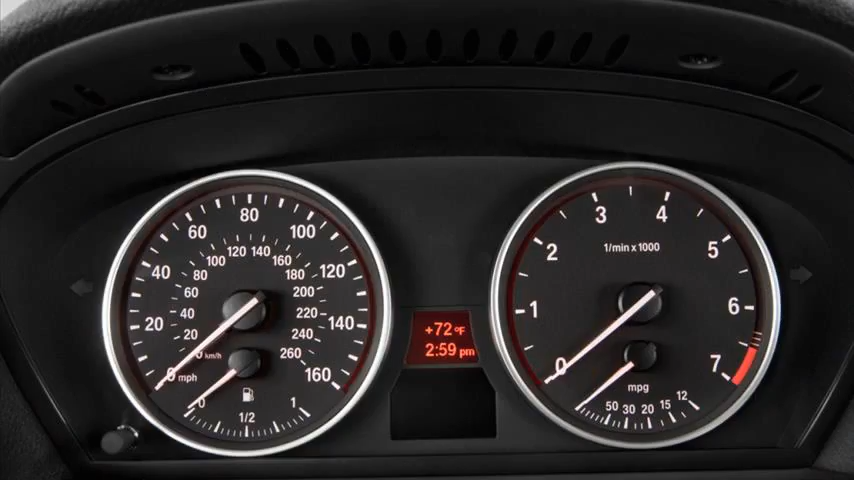 20 40 60 80 100 120 140 160
0 mph
20 40 60 80 100 120 140 160 180 200 220 240 260
0 km/h
0 1/2 1
+72 °F
2:59 pm
0 1 2 3 4 5 6 7
1/min x 1000
mpg
50 30 20 15 12